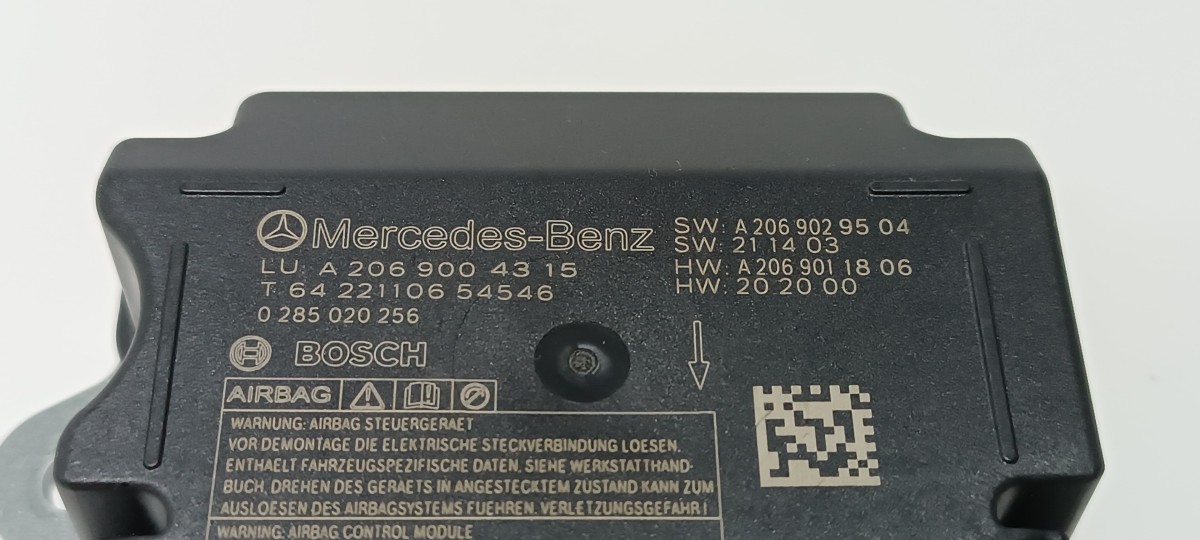 Mercedes-Benz
LU: A 206 900 43 15
T 64 221106 54546
0 285 020 256
SW: A 206 902 95 04
SW: 21 14 03
HW: A 206 901 18 06
HW: 20 20 00
BOSCH
AIRBAG
WARNUNG: AIRBAG STEUERGERAET
VOR DEMONTAGE DIE ELEKTRISCHE STECKVERBINDUNG LOESEN.
ENTHAELT FAHRZEUGSPEZIFISCHE DATEN. SIEHE WERKSTATTHAND-
BUCH. DREHEN DES GERAETS IN ANGESTECKTEM ZUSTAND KANN ZUM
AUSLOESEN DES AIRBAGSYSTEMS FUEHREN. VERLETZUNGSGEFAHR!
WARNING: AIRBAG CONTROL MODULE